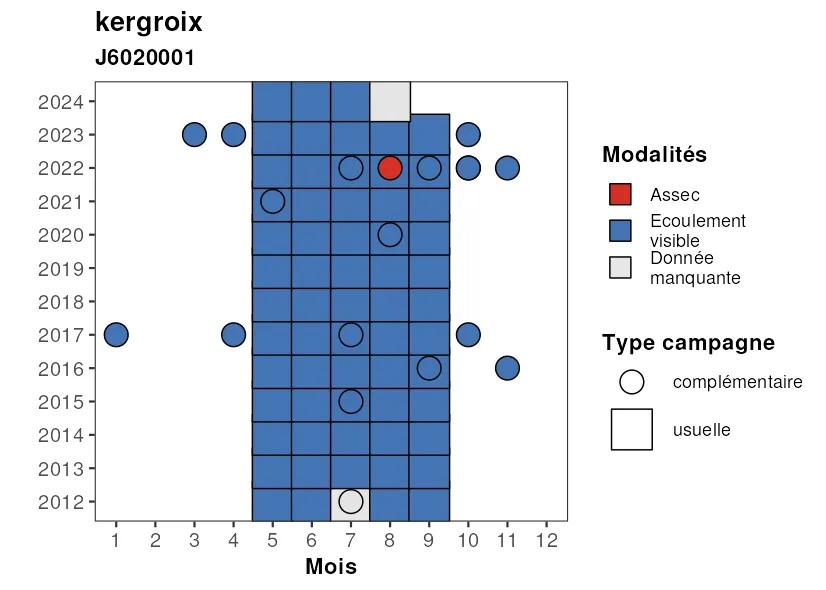 kergroix
J6020001
2024
2023
2022
2021
2020
2019
2018
2017
2016
2015
2014
2013
2012
1 2 3 4 5 6 7 8 9 10 11 12
Mois
Modalités
Assec
Ecoulement
visible
Donnée
manquante
Type campagne
complémentaire
usuelle